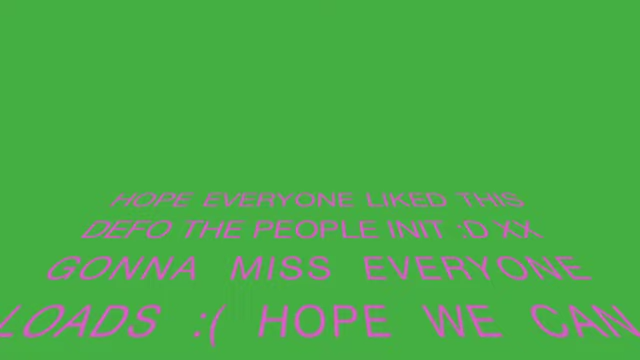 HOPE EVERYONE LIKED THIS
DEFO THE PEOPLE INIT :D XX
GONNA MISS EVERYONE
LOADS :( HOPE WE CAN